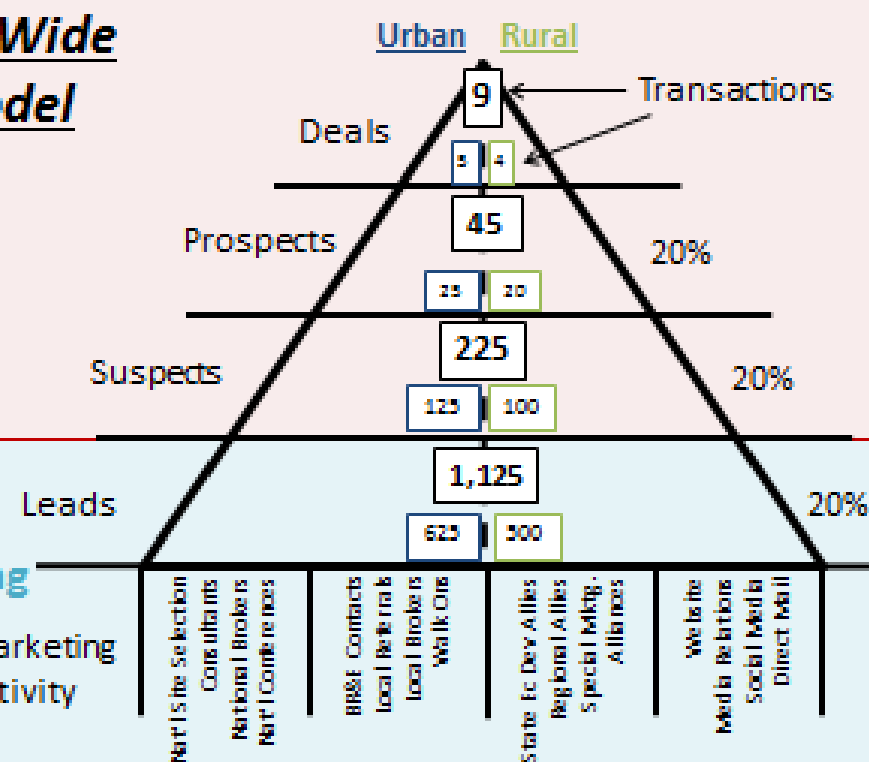 Wide
odel
Urban Rural
9
Transactions
Deals
5 4
45
Prospects
20%
25 20
225
Suspects
20%
125 100
1,125
Leads
20%
625 500
ng
arketing
tivity
Nat'l Site Selection
Consultants
National Brokers
Nat'l Conferences
BR&E Contacts
Local Referrals
Local Brokers
Walk Ons
State Ec Dev Allies
Regional Allies
Special Mktg.
Alliances
Website
Media Relations
Social Media
Direct Mail